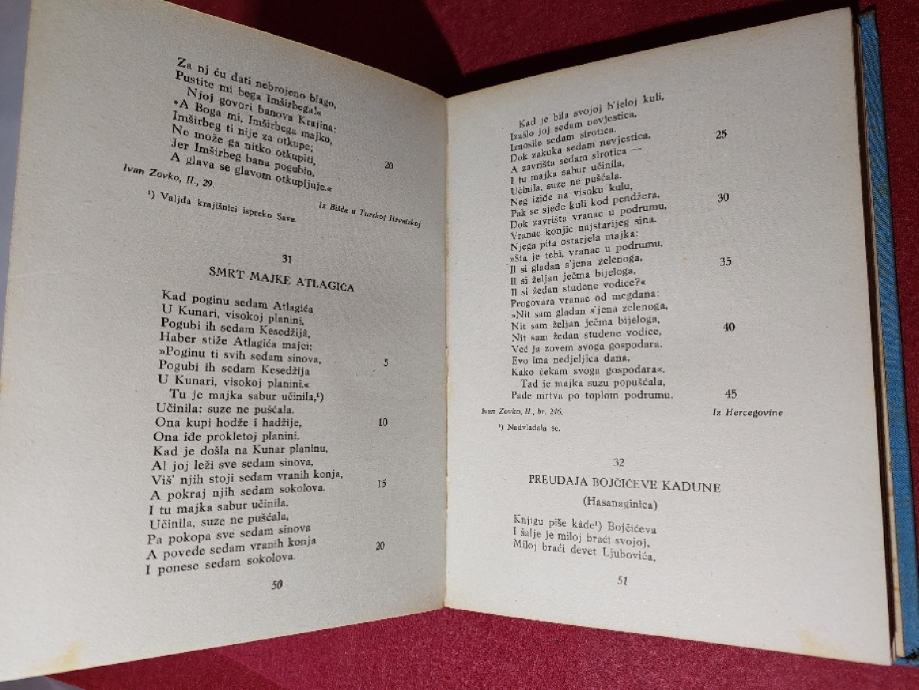 Za nj ću dati nebrojeno blago,
Pustite mi bega Imširbega!«
Njoj govori banova Krajina:
»A Boga mi, Imširbega majko,
Imširbeg ti nije za otkupe;
Ne može ga nitko otkupiti, 20
Jer Imširbeg bana pogubio,
A glava se glavom otkupljuje.«
Ivan Zovko, II., 29.
iz Bišća u Turskoj Hrvatskoj
¹) Valjda krajišnici ispreko Save.
31
SMRT MAJKE ATLAGIĆA
Kad poginu sedam Atlagića
U Kunari, visokoj planini,
Pogubi ih sedam Kesedžijâ,
Haber stiže Atlagića majci:
»Poginu ti svih sedam sinova, 5
Pogubi ih sedam Kesedžija
U Kunari, visokoj planini.«
Tu je majka sabur učinila,¹)
Učinila: suze ne pušćala.
Ona kupi hodže i hadžije, 10
Ona iđe prokletoj planini.
Kad je došla na Kunar planinu,
Al joj leži sve sedam sinova,
Viš' njih stoji sedam vranih konja,
A pokraj njih sedam sokolova. 15
I tu majka sabur učinila.
Učinila, suze ne pušćala,
Pa pokopa sve sedam sinova
A povede sedam vranih konja
I ponese sedam sokolova. 20
50
Kad je bila svojoj b'jeloj kuli,
Izašlo joj sedam nevjestica,
Iznosile sedam sirotica.
Dok zakuka sedam nevjestica, 25
A zavrišta sedam sirotica —
I tu majka sabur učinila,
Učinila, suze ne pušćala.
Neg iziđe na visoku kulu,
Pak se sjede kuli kod pendžera, 30
Dok zavrišta vranac u podrumu,
Vranac konjic najstarijeg sina.
Njega pita ostarjela majka:
»Šta je tebi, vranac u podrumu,
Il si gladan s'jena zelenoga, 35
Il si željan ječma bijeloga,
Il si žedan studene vodice?«
Progovara vranac od megdana:
»Nit sam gladan s'jena zelenoga,
Nit sam željan ječma bijeloga,
Nit sam žedan studene vodice, 40
Već ja zovem svoga gospodara.
Evo ima nedjeljica dana,
Kako čekam svoga gospodara«.
Tad je majka suzu popušćala,
Pade mrtva po toplom podrumu. 45
Ivan Zovko, II., br. 246.
Iz Hercegovine
¹) Nadvladala se.
32
PREUDAJA BOJČIĆEVE KADUNE
(Hasanaginica)
Knjigu piše kâde¹) Bojčićeva
I šalje je miloj braći svojoj,
Miloj braći devet Ljubovića,
51